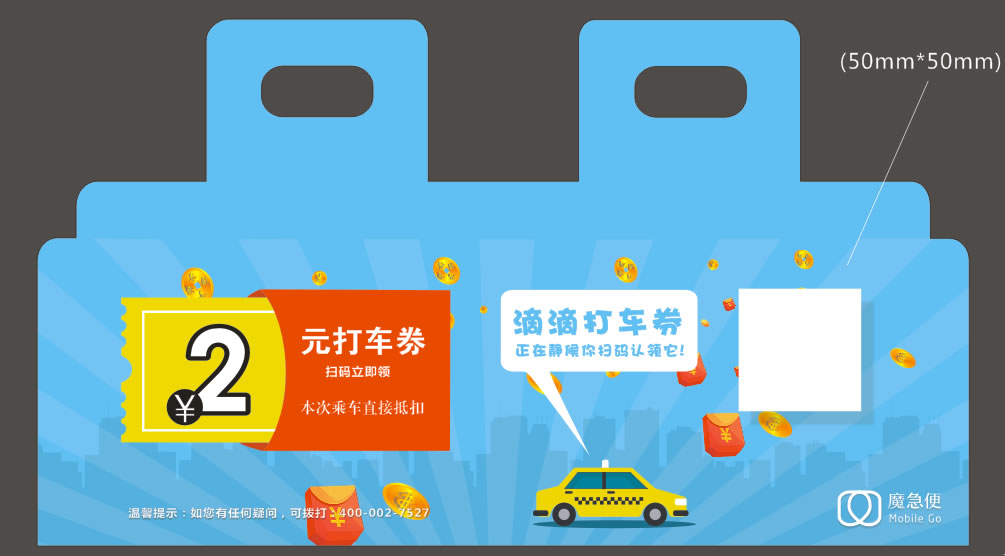 (50mm*50mm)
2
¥
元打车券
扫码立即领
本次乘车直接抵扣
滴滴打车券
正在静候你扫码认领它!
温馨提示：如您有任何疑问，可拨打：400-002-7527
魔急便
Mobile Go